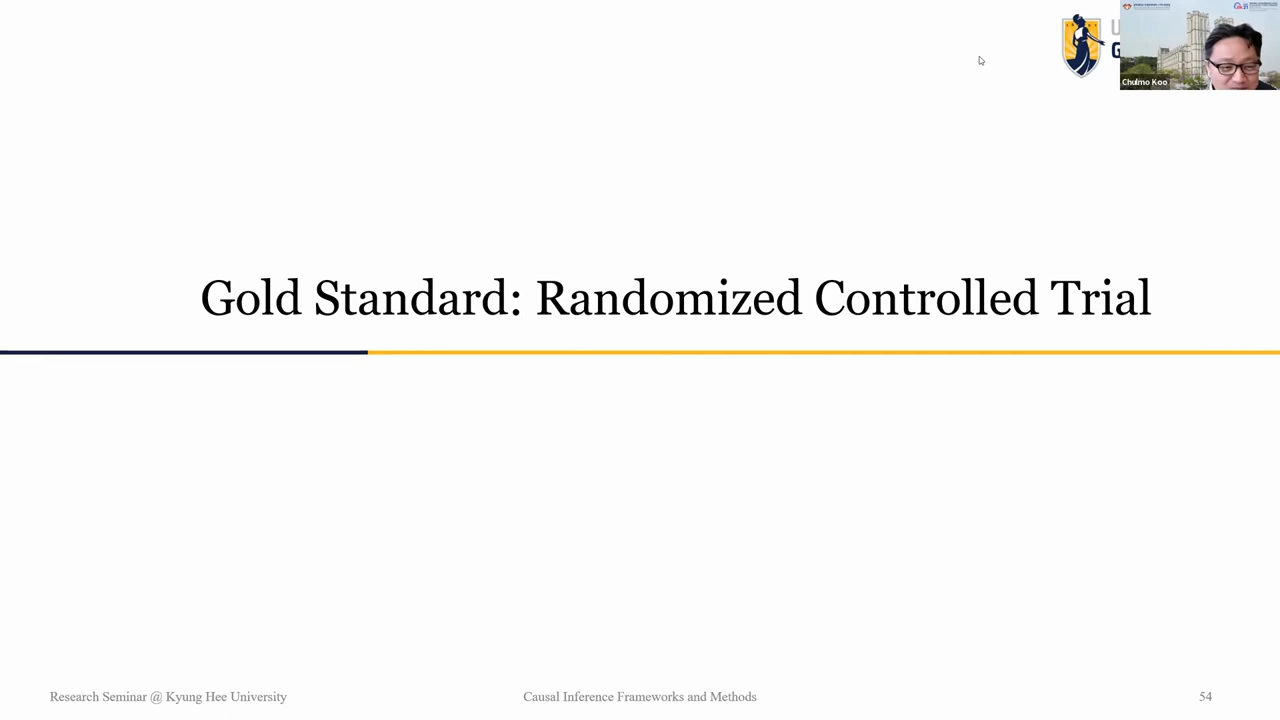 Chulmo Koo
Gold Standard: Randomized Controlled Trial
Research Seminar @ Kyung Hee University
Causal Inference Frameworks and Methods
54